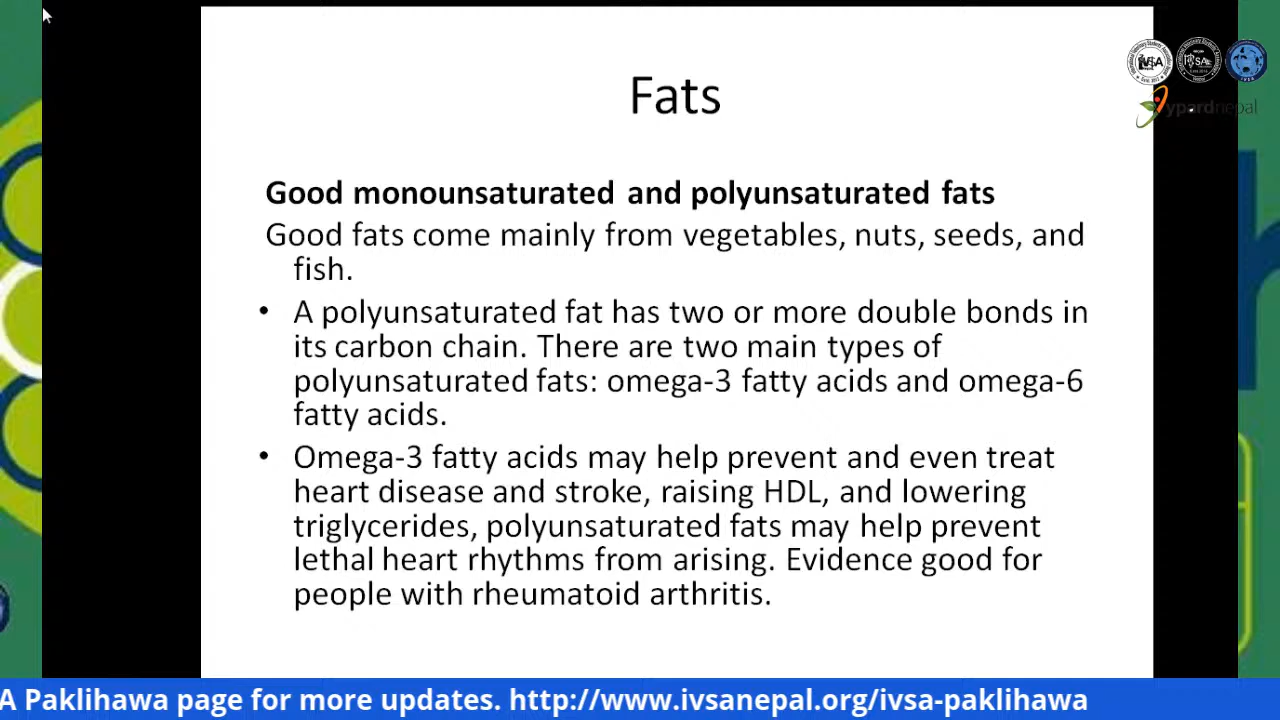 Fats
IVSA
IVSA
IVSA
ypardnepal
Good monounsaturated and polyunsaturated fats
Good fats come mainly from vegetables, nuts, seeds, and
fish.
• A polyunsaturated fat has two or more double bonds in
its carbon chain. There are two main types of
polyunsaturated fats: omega-3 fatty acids and omega-6
fatty acids.
• Omega-3 fatty acids may help prevent and even treat
heart disease and stroke, raising HDL, and lowering
triglycerides, polyunsaturated fats may help prevent
lethal heart rhythms from arising. Evidence good for
people with rheumatoid arthritis.
A Paklihawa page for more updates. http://www.ivsanepal.org/ivsa-paklihawa